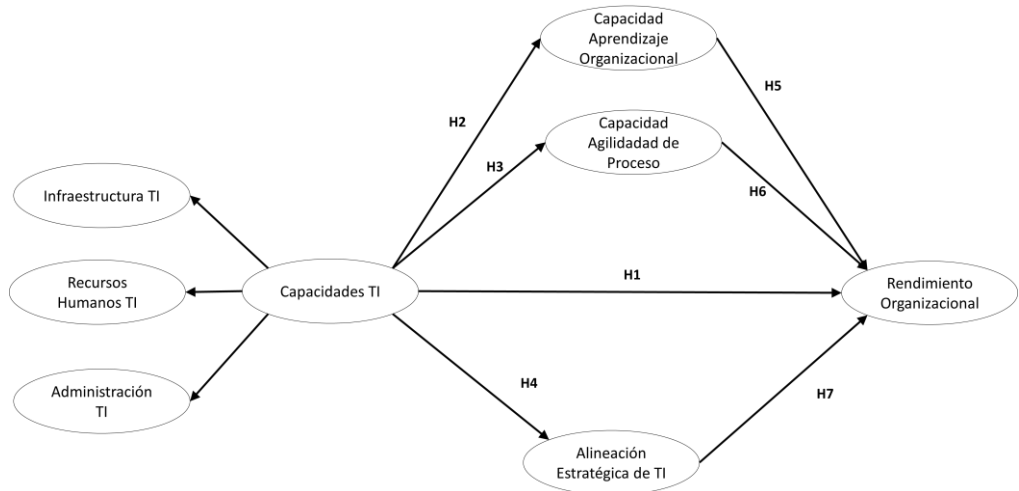 Capacidad
Aprendizaje
Organizacional
H5
H2
Capacidad
Agilidadad de
Proceso
H3
H6
Infraestructura TI
H1
Recursos
Humanos TI
Capacidades TI
Rendimiento
Organizacional
Administración
TI
H4
H7
Alineación
Estratégica de TI